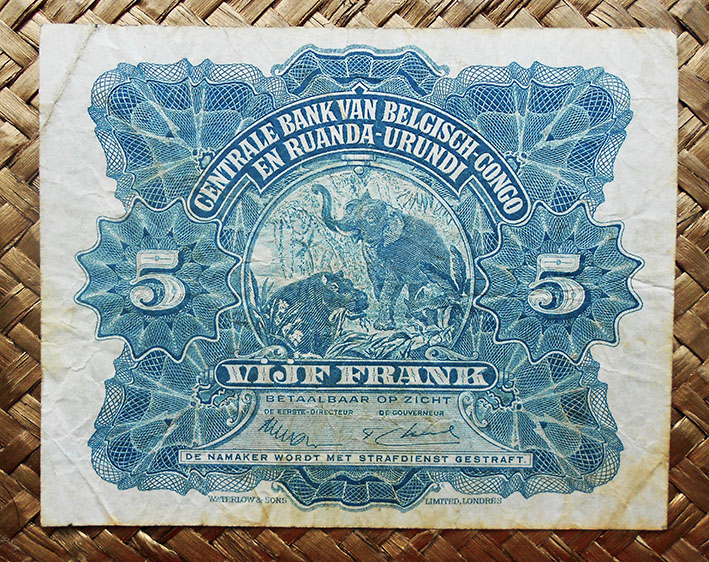 CENTRALE BANK VAN BELGISCH-CONGO
EN RUANDA-URUNDI
5 5
VIJF FRANK
BETAALBAAR OP ZICHT
DE EERSTE-DIRECTEUR DE GOUVERNEUR
DE NAMAKER WORDT MET STRAFDIENST GESTRAFT.
WATERLOW & SONS LIMITED, LONDRES